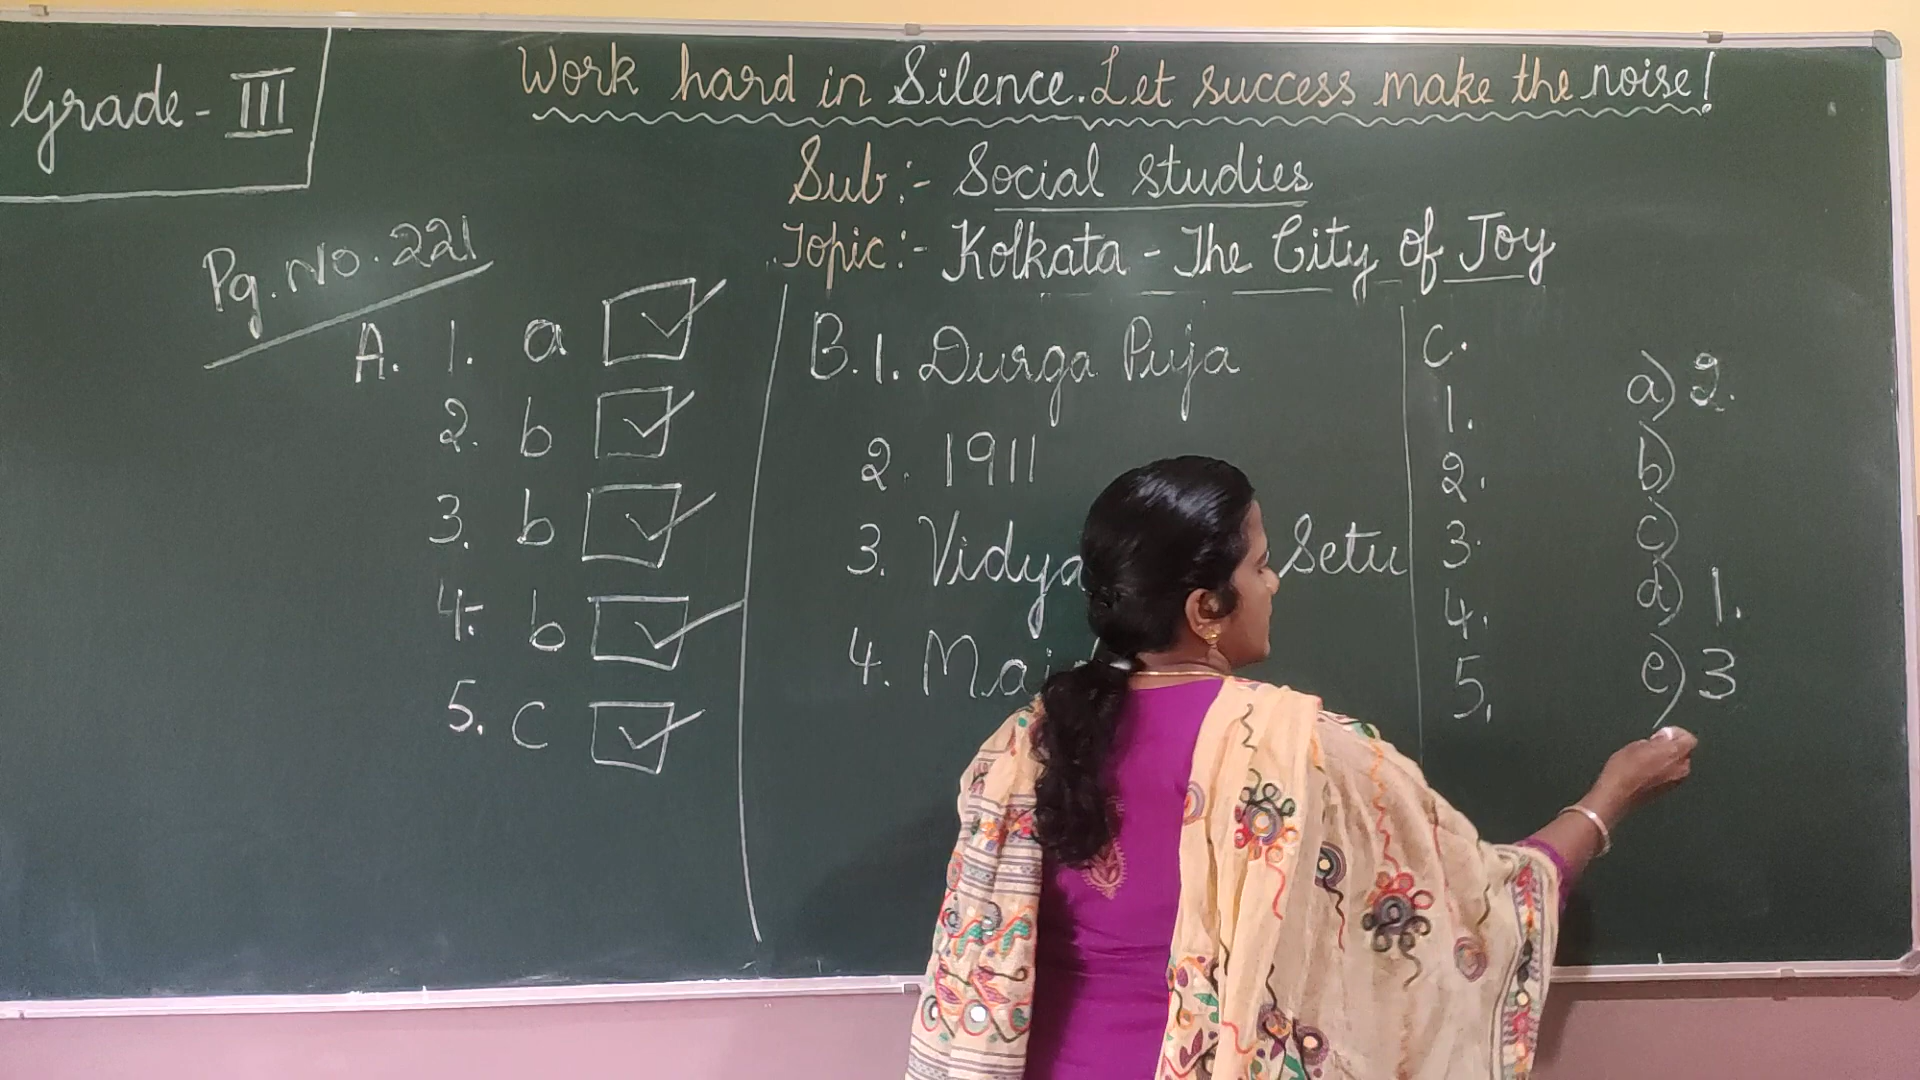 Grade - III
Work hard in Silence. Let success make the noise!
Sub:- Social studies
Topic:- Kolkata - The City of Joy
Pg. No. 221
A. 1. a
2. b
3. b
4. b
5. c
B. 1. Durga Puja
2. 1911
3. Setu
4.
C.
1. a) 2.
2. b)
3. c)
4. d) 1.
5. e) 3